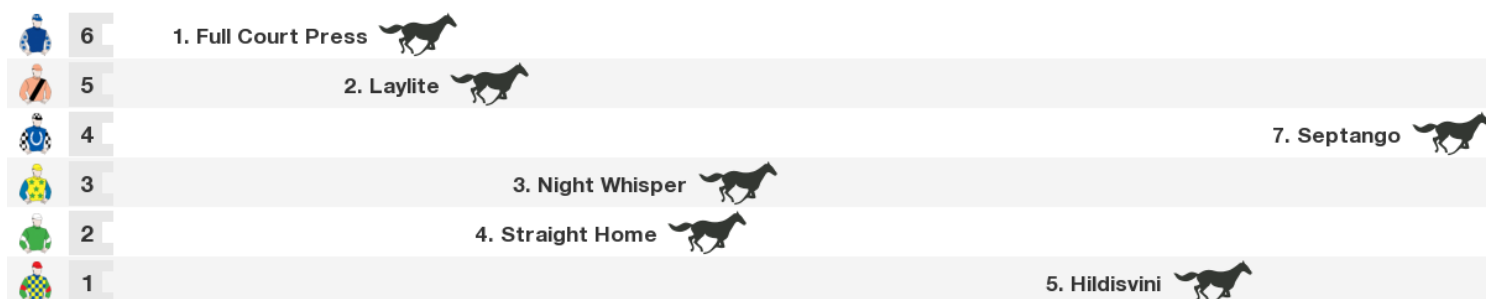 6 1. Full Court Press
5 2. Laylite
4 7. Septango
3 3. Night Whisper
2 4. Straight Home
1 5. Hildisvini